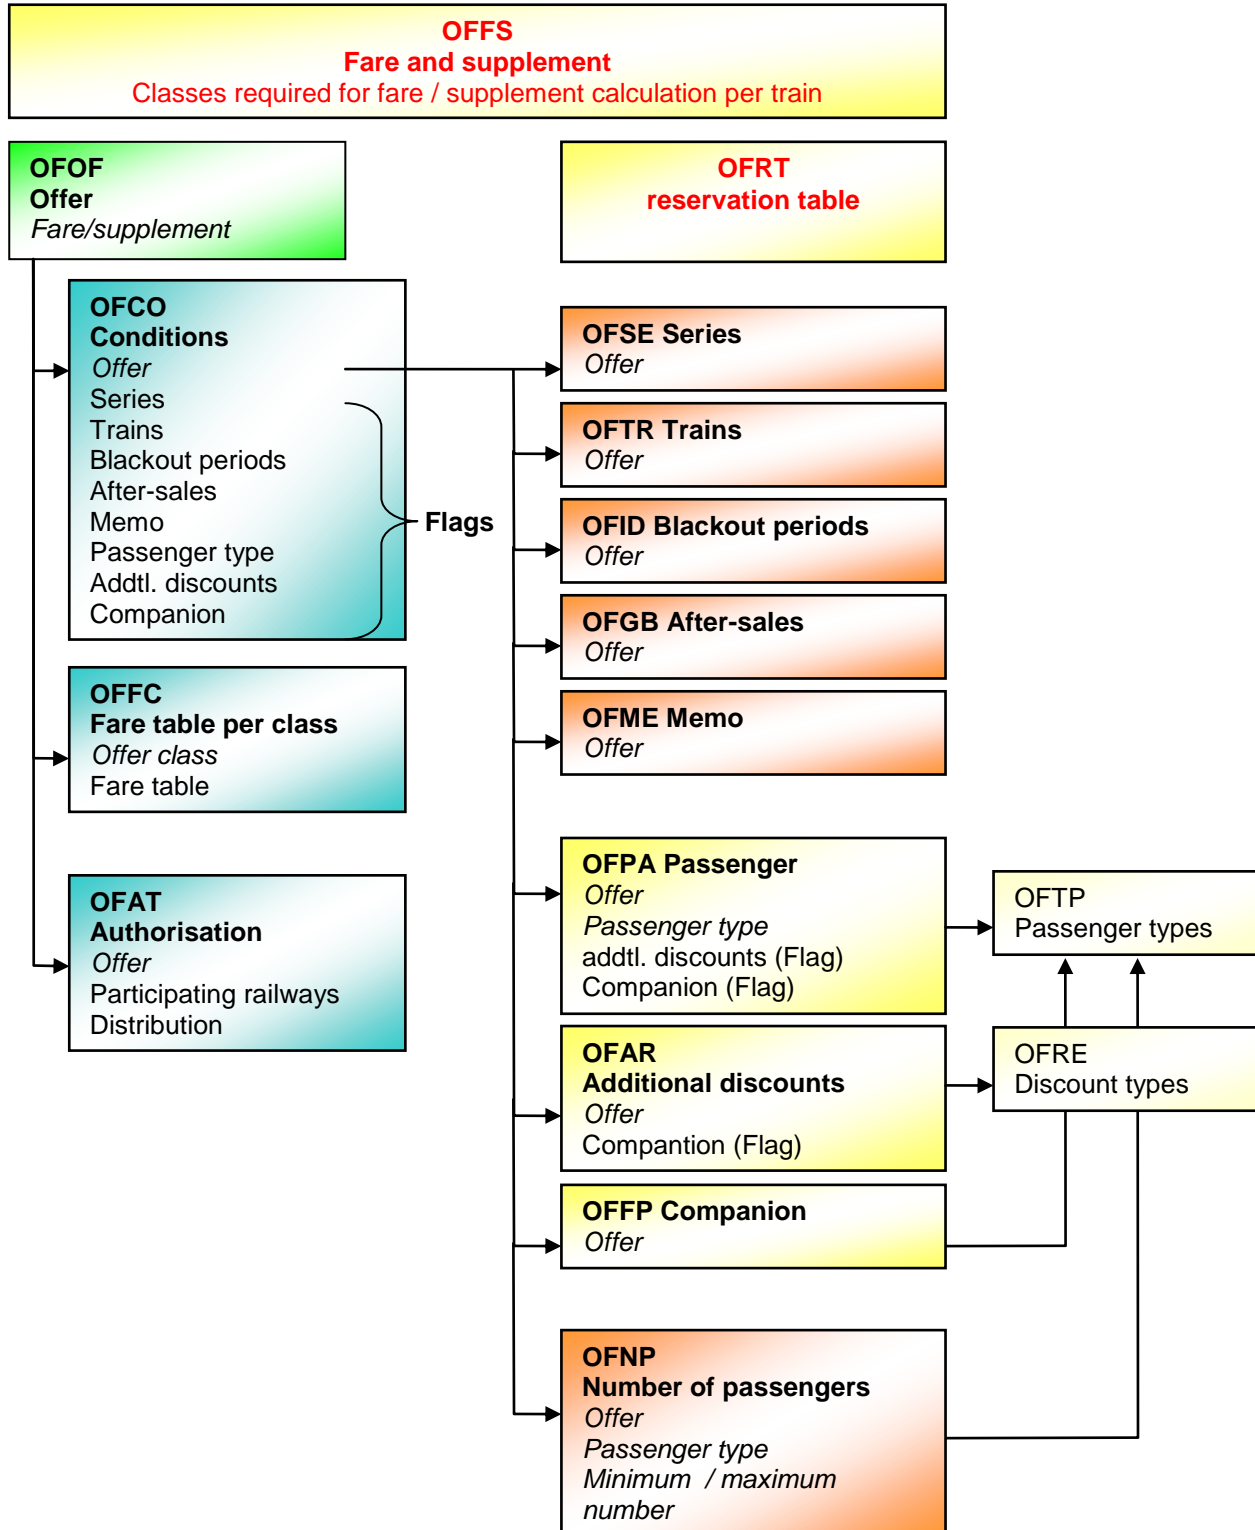 OFFS
Fare and supplement
Classes required for fare / supplement calculation per train
OFOF
Offer
Fare/supplement
OFRT
reservation table
OFCO
Conditions
Offer
Series
Trains
Blackout periods
After-sales
Memo
Passenger type
Addtl. discounts
Companion
Flags
OFFC
Fare table per class
Offer class
Fare table
OFAT
Authorisation
Offer
Participating railways
Distribution
OFSE Series
Offer
OFTR Trains
Offer
OFID Blackout periods
Offer
OFGB After-sales
Offer
OFME Memo
Offer
OFPA Passenger
Offer
Passenger type
addtl. discounts (Flag)
Companion (Flag)
OFTP
Passenger types
OFAR
Additional discounts
Offer
Compantion (Flag)
OFRE
Discount types
OFFP Companion
Offer
OFNP
Number of passengers
Offer
Passenger type
Minimum / maximum
number